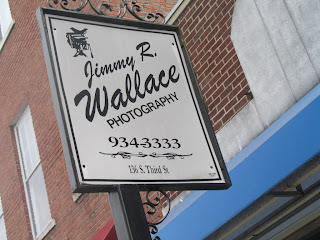 Jimmy R.
Wallace
PHOTOGRAPHY
934-3333
136 S. Third St